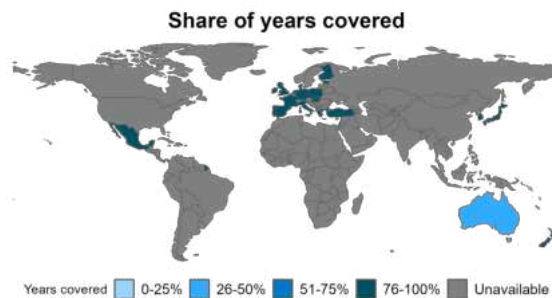 Share of years covered
Years covered 0-25% 26-50% 51-75% 76-100% Unavailable